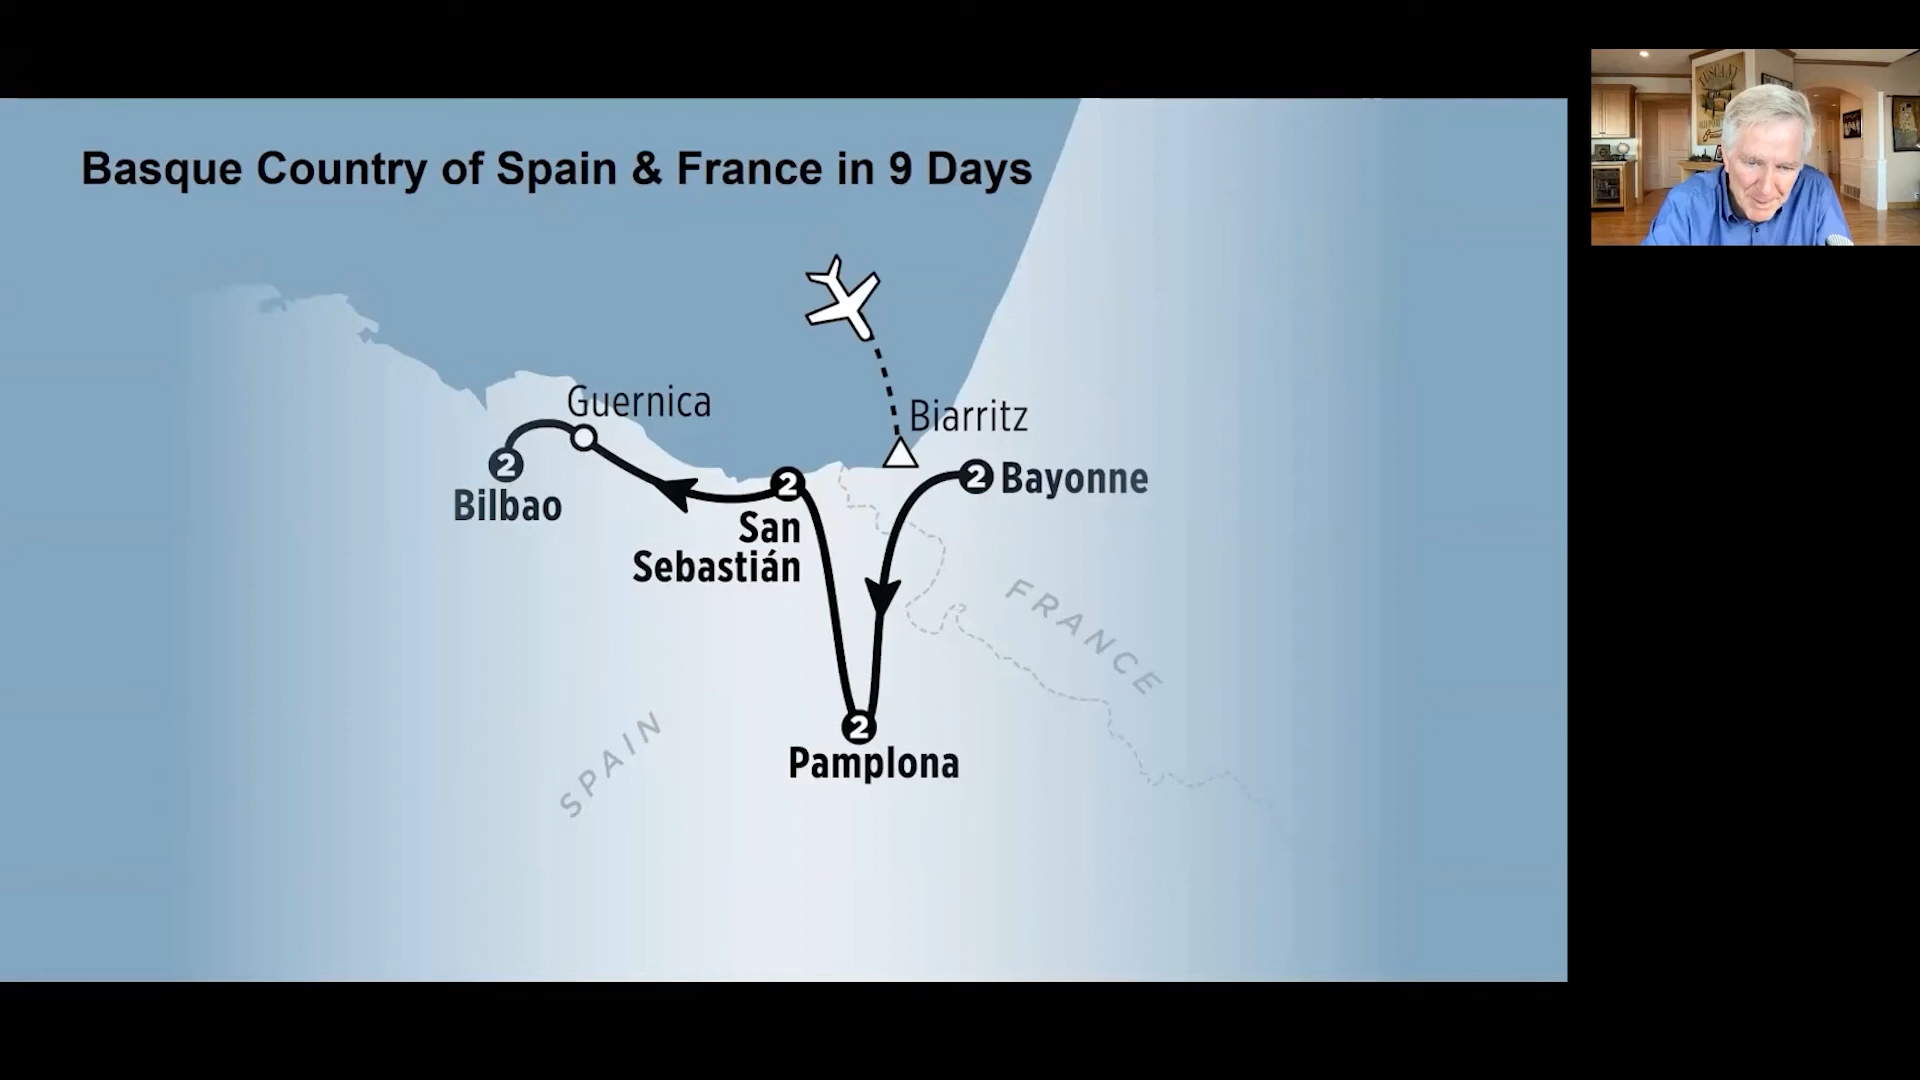 Basque Country of Spain & France in 9 Days
Guernica
Biarritz
2
Bilbao
2
San
Sebastián
2 Bayonne
FRANCE
SPAIN
2
Pamplona
TUSCANY